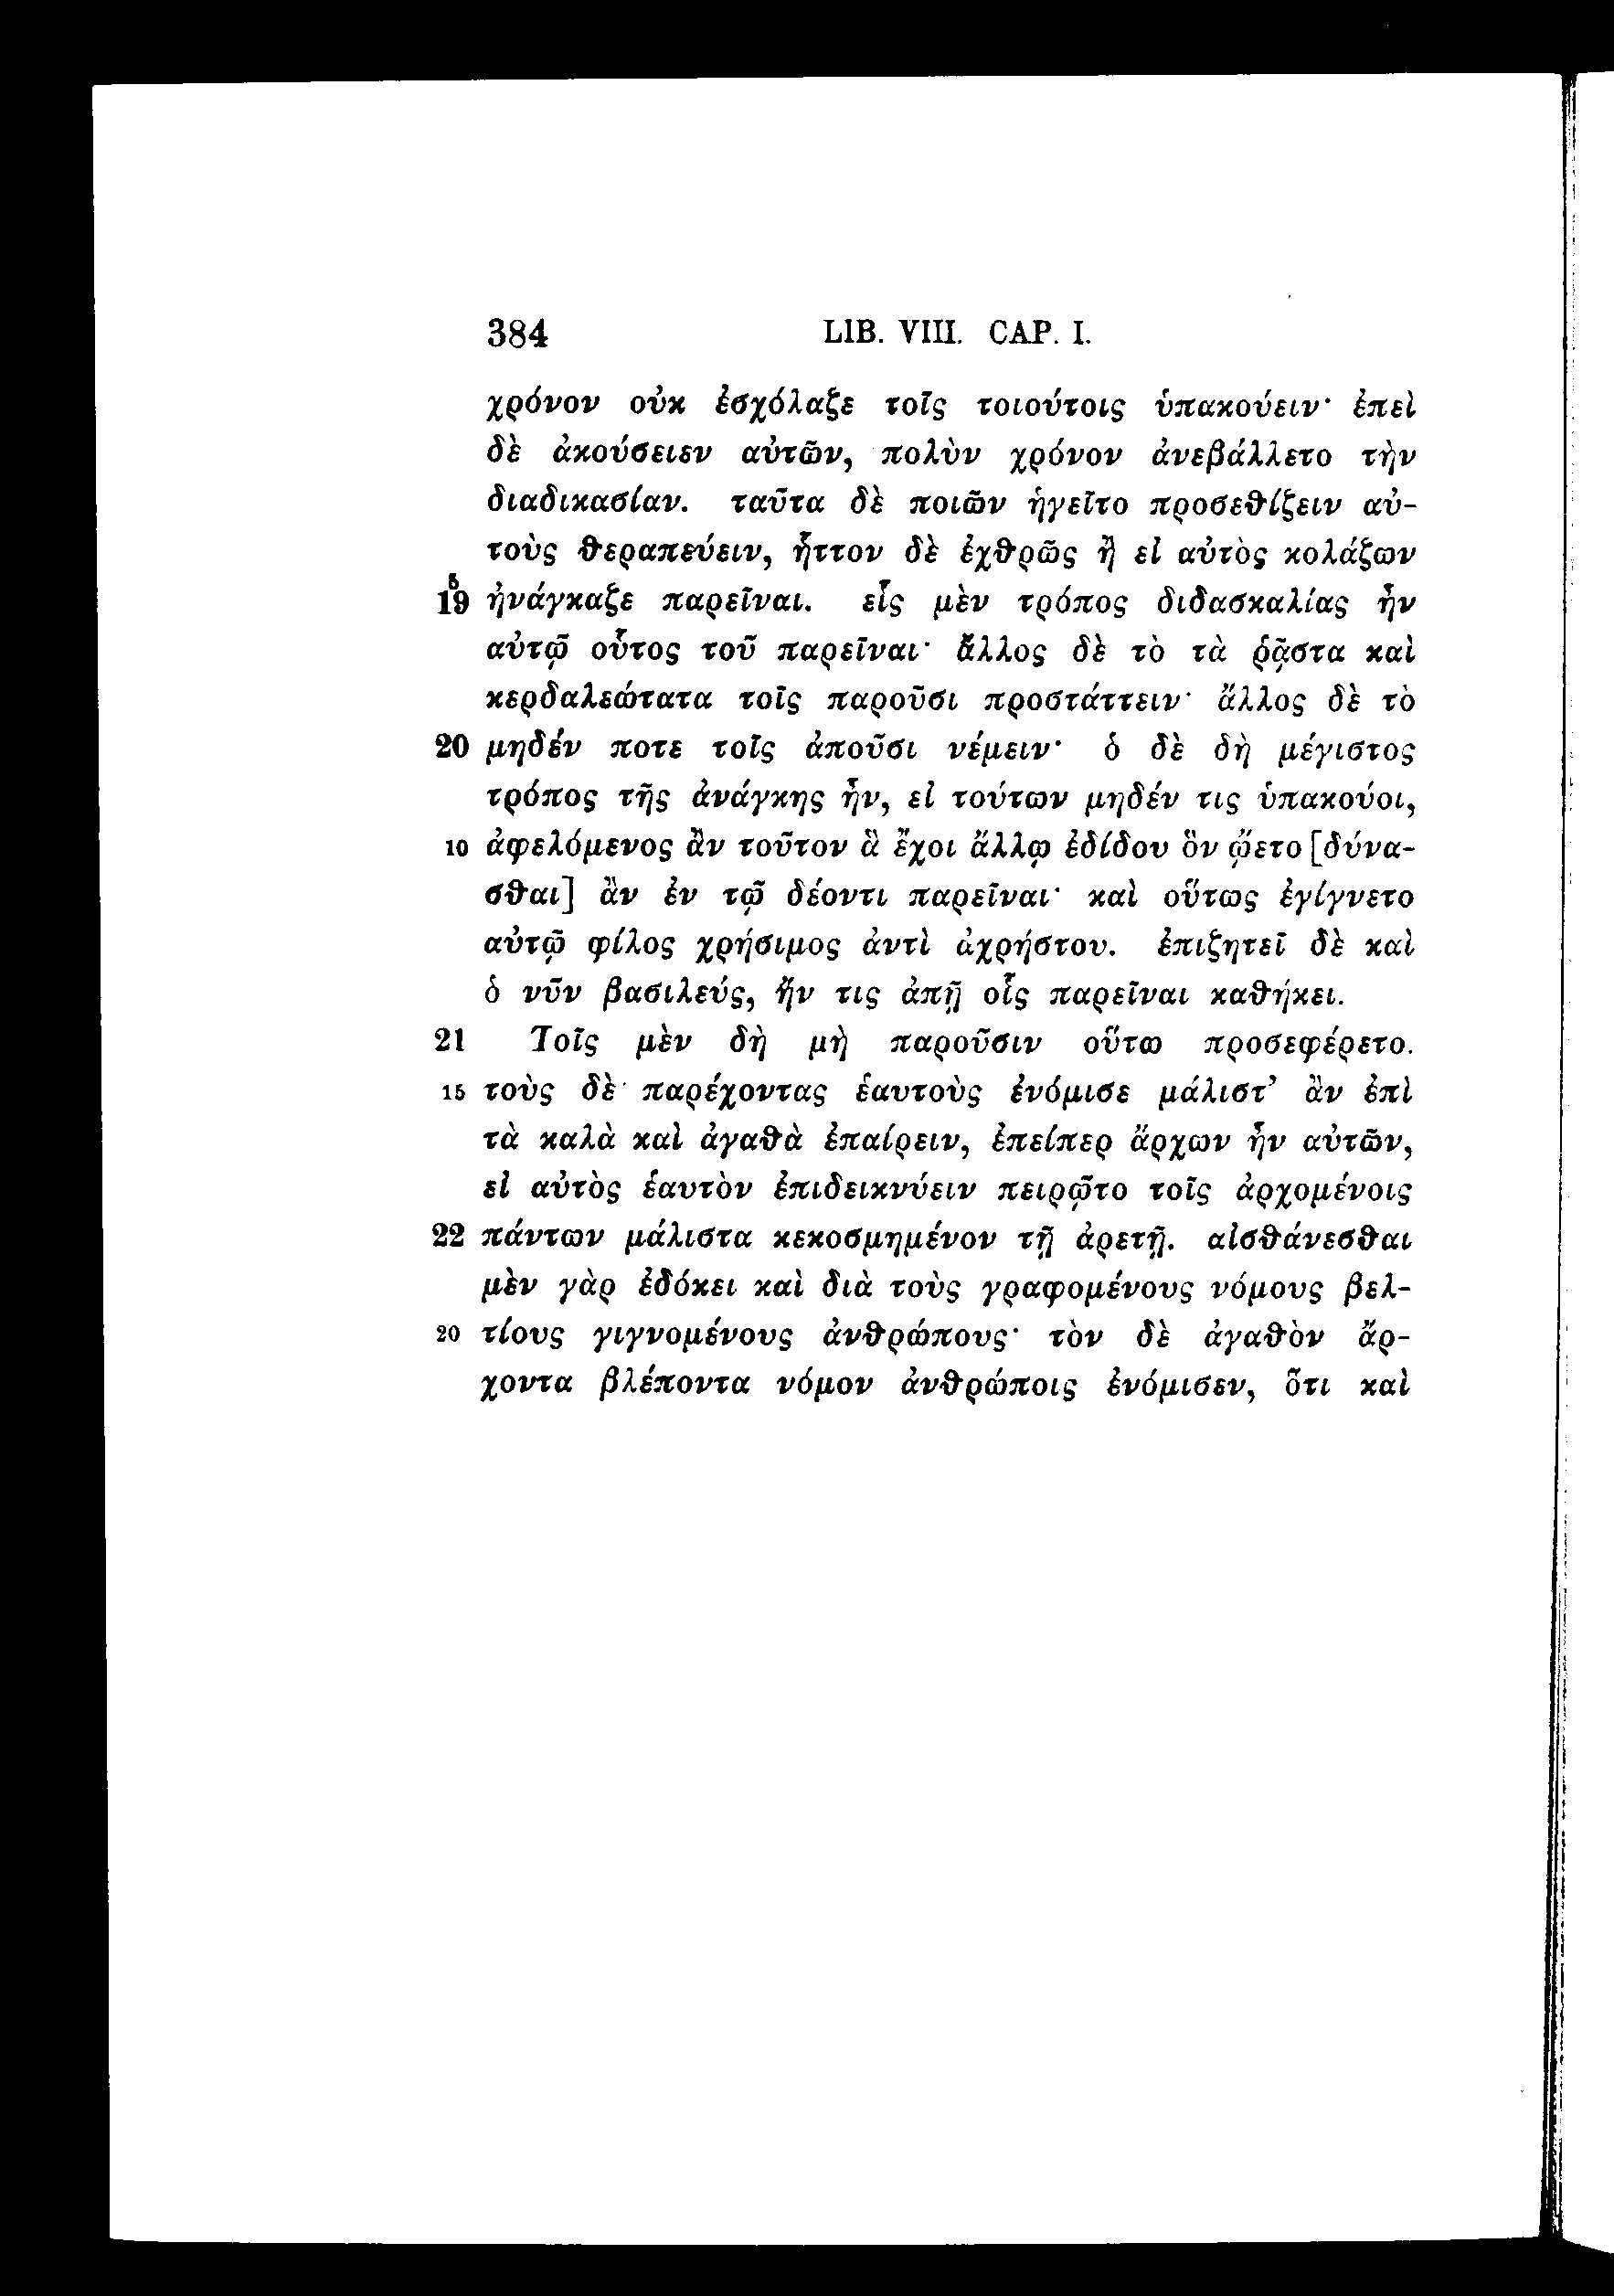 384 LIB. VIII. CAP. I.
χρόνον οὐκ ἐσχόλαζε τοῖς τοιούτοις ὑπακούειν· ἐπεὶ
δὲ ἀκούσειεν αὐτῶν, πολὺν χρόνον ἀνεβάλλετο τὴν
διαδικασίαν. ταῦτα δὲ ποιῶν ἡγεῖτο προσεθίζειν αὐ-
τοὺς θεραπεύειν, ἧττον δὲ ἐχθρῶς ἢ εἰ αὐτὸς κολάζων
5 19 ἠνάγκαζε παρεῖναι. εἷς μὲν τρόπος διδασκαλίας ἦν
αὐτῷ οὗτος τοῦ παρεῖναι· ἄλλος δὲ τὸ τὰ ῥᾷστα καὶ
κερδαλεώτατα τοῖς παροῦσι προστάττειν· ἄλλος δὲ τὸ
20 μηδέν ποτε τοῖς ἀποῦσι νέμειν· ὁ δὲ δὴ μέγιστος
τρόπος τῆς ἀνάγκης ἦν, εἰ τούτων μηδέν τις ὑπακούοι,
10 ἀφελόμενος ἂν τοῦτον ἃ ἔχοι ἄλλῳ ἐδίδου ὃν ᾤετο [δύνα-
σθαι] ἂν ἐν τῷ δέοντι παρεῖναι· καὶ οὕτως ἐγίγνετο
αὐτῷ φίλος χρήσιμος ἀντὶ ἀχρήστου. ἐπιζητεῖ δὲ καὶ
ὁ νῦν βασιλεύς, ἤν τις ἀπῇ οἷς παρεῖναι καθήκει.
21 Τοῖς μὲν δὴ μὴ παροῦσιν οὕτω προσεφέρετο.
15 τοὺς δὲ παρέχοντας ἑαυτοὺς ἐνόμισε μάλιστ’ ἂν ἐπὶ
τὰ καλὰ καὶ ἀγαθὰ ἐπαίρειν, ἐπείπερ ἄρχων ἦν αὐτῶν,
εἰ αὐτὸς ἑαυτὸν ἐπιδεικνύειν πειρῷτο τοῖς ἀρχομένοις
22 πάντων μάλιστα κεκοσμημένον τῇ ἀρετῇ. αἰσθάνεσθαι
μὲν γὰρ ἐδόκει καὶ διὰ τοὺς γραφομένους νόμους βελ-
20 τίους γιγνομένους ἀνθρώπους· τὸν δὲ ἀγαθὸν ἄρ-
χοντα βλέποντα νόμον ἀνθρώποις ἐνόμισεν, ὅτι καὶ